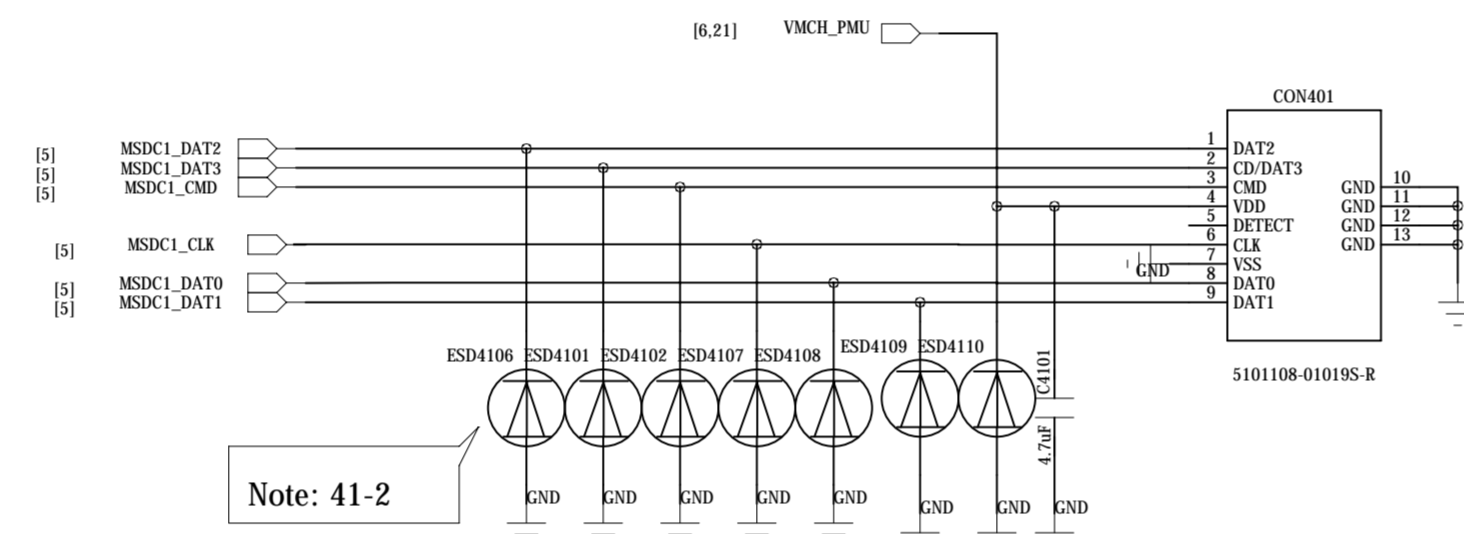 [6,21] VMCH_PMU
CON401
[5] MSDC1_DAT2 1 DAT2
[5] MSDC1_DAT3 2 CD/DAT3
[5] MSDC1_CMD 3 CMD GND 10
4 VDD GND 11
5 DETECT GND 12
[5] MSDC1_CLK 6 CLK GND 13
GND 7 VSS
[5] MSDC1_DAT0 8 DAT0
[5] MSDC1_DAT1 9 DAT1
ESD4106 ESD4101 ESD4102 ESD4107 ESD4108 ESD4109 ESD4110
C4101
4.7uF
5101108-01019S-R
Note: 41-2
GND GND GND GND GND GND GND GND